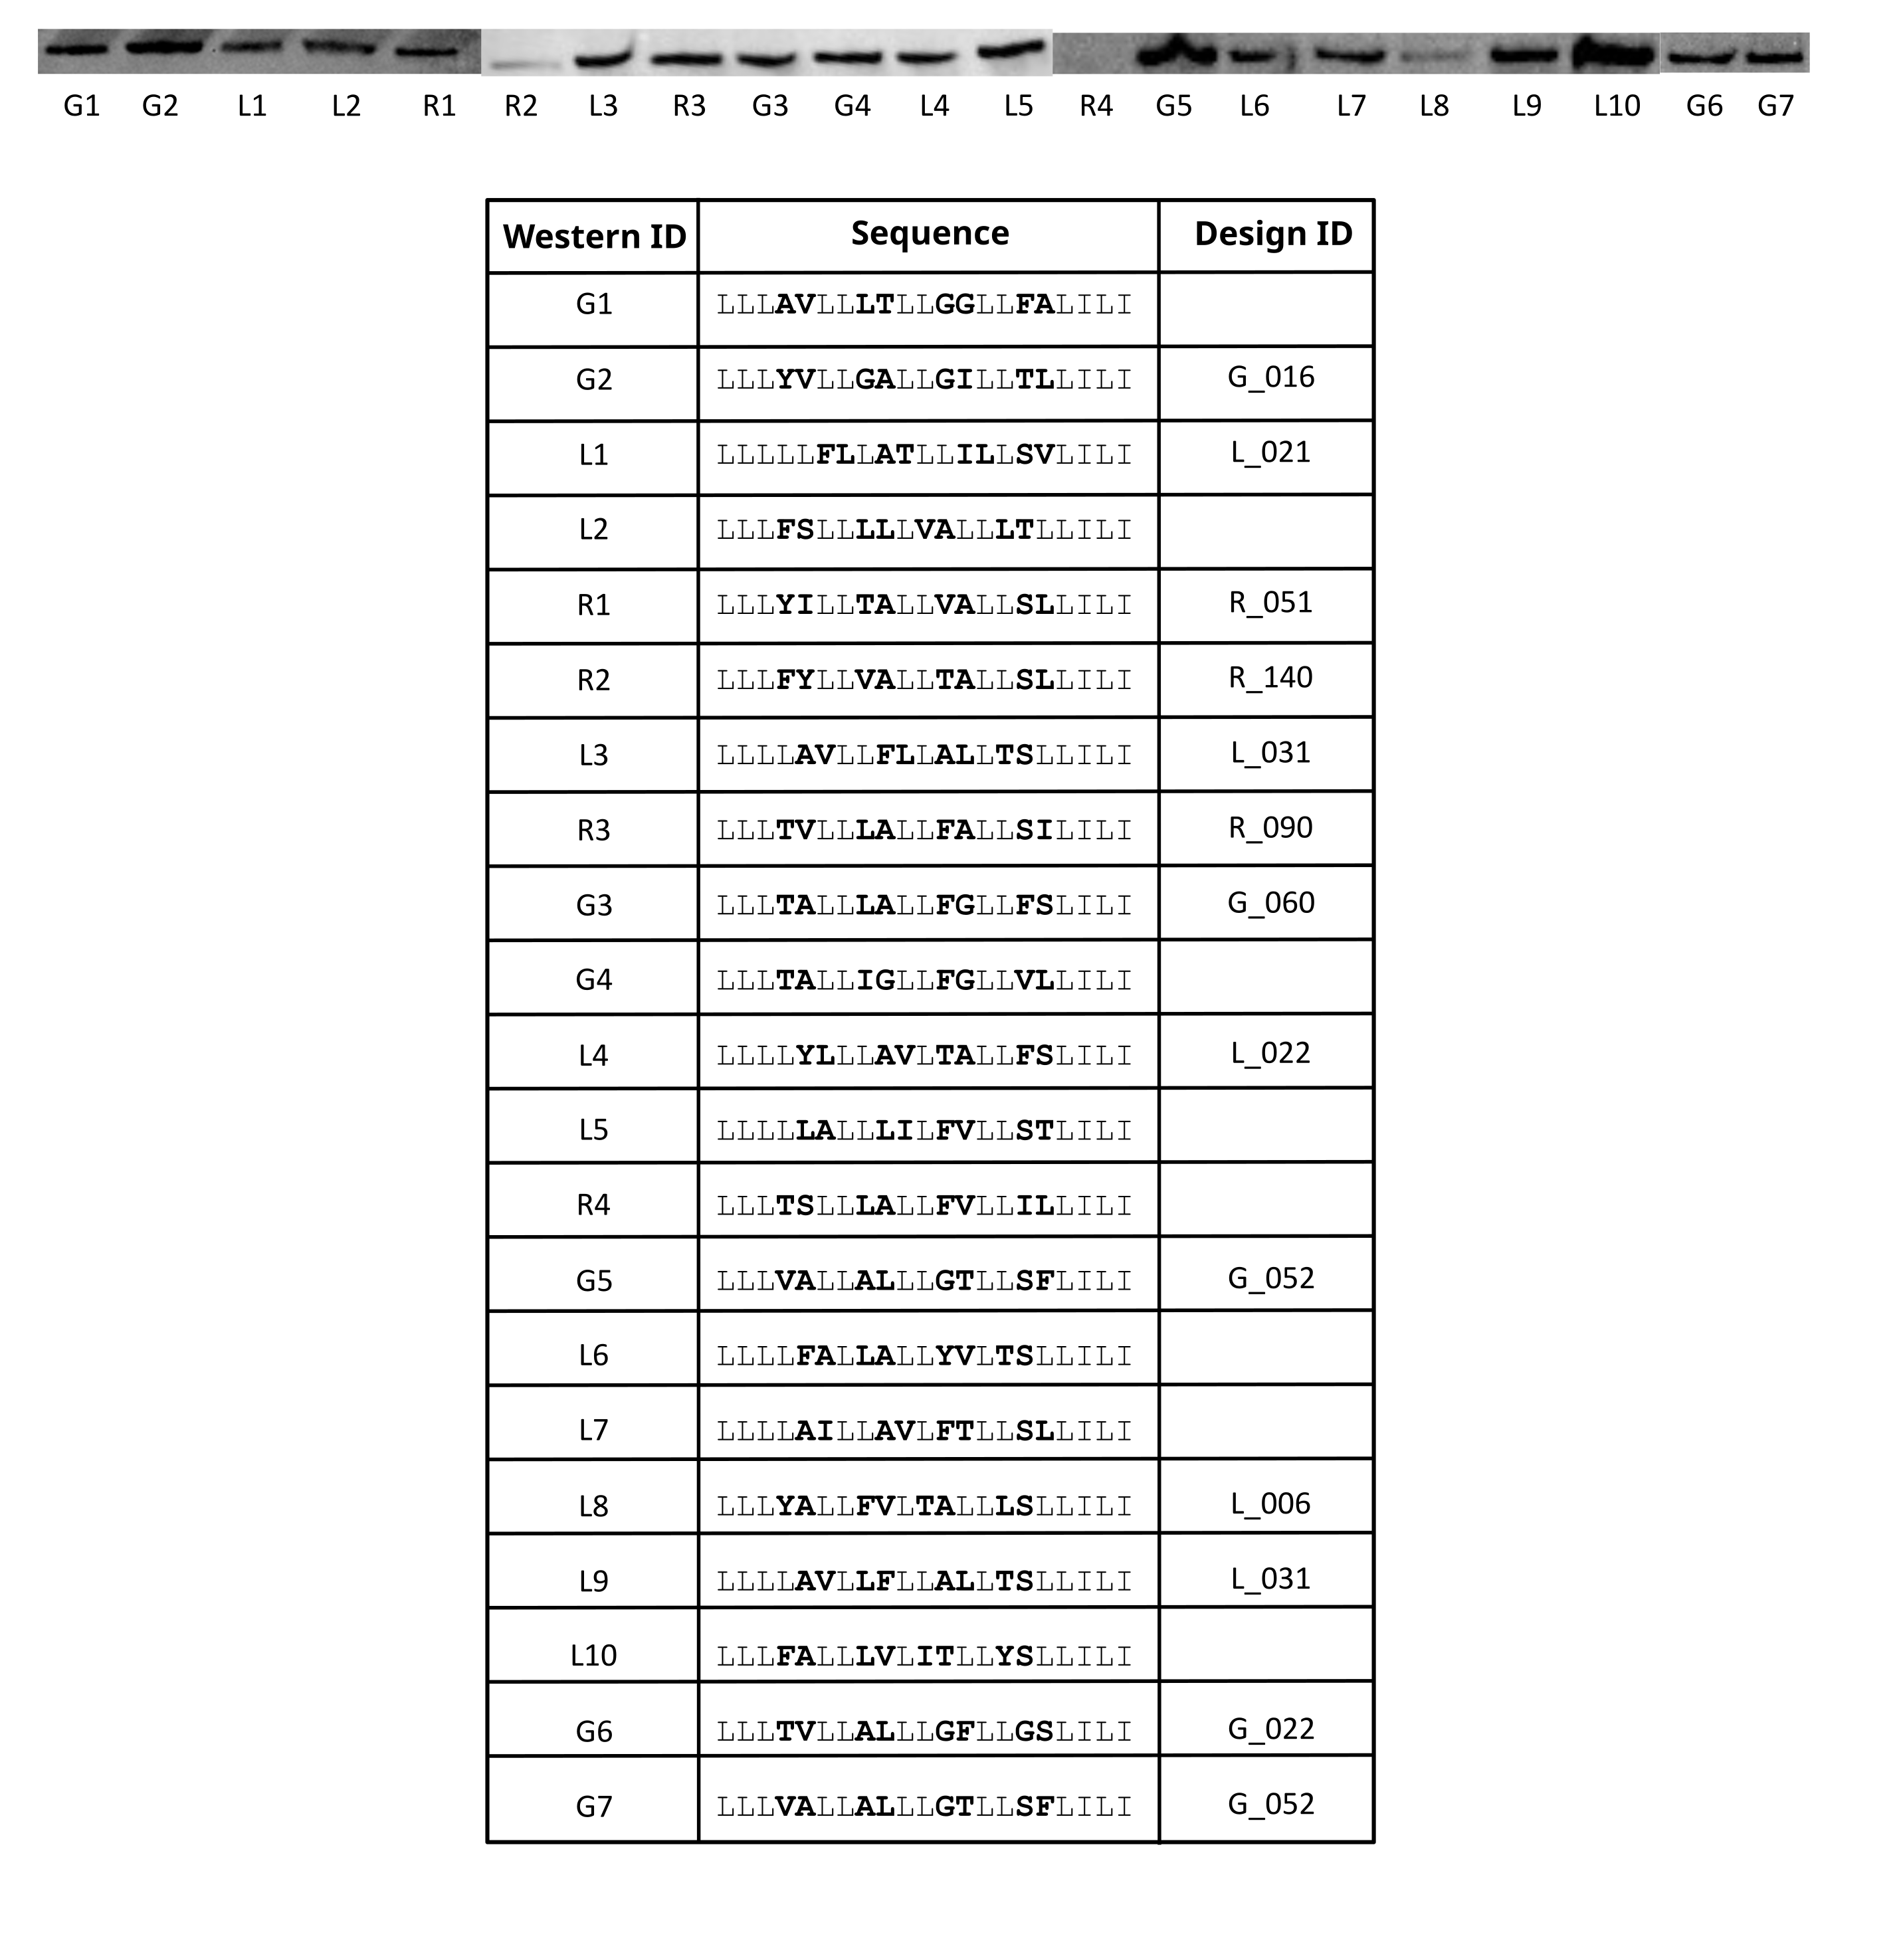 G1 G2 L1 L2 R1 R2 L3 R3 G3 G4 L4 L5 R4 G5 L6 L7 L8 L9 L10 G6 G7
Western ID Sequence Design ID
G1 LLLAVLLLTLLGGLLFALILI
G2 LLLYVLLGALLGILLTLLILI G_016
L1 LLLLLFLLATLLILLSVLILI L_021
L2 LLLFSLLLLLVALLLTLLILI
R1 LLLYILLTALLVALLSLLILI R_051
R2 LLLFYLLVALLTALLSLLILI R_140
L3 LLLLAVLLFLLALLTSLLILI L_031
R3 LLLTVLLLALLFALLSILILI R_090
G3 LLLTALLLALLFGLLFSLILI G_060
G4 LLLTALLIGLLFGLLVLLILI
L4 LLLLYLLLAVLTALLFSLILI L_022
L5 LLLLLALLLILFVLLSTLILI
R4 LLLTSLLLALLFVLLILLILI
G5 LLLVALLALLLGTLLSFLILI G_052
L6 LLLLFALLALLYVLTSLLILI
L7 LLLLAILLAVLFTLLSLLILI
L8 LLLYALLFVLTALLLSLLILI L_006
L9 LLLLAVLLFLLALLTSLLILI L_031
L10 LLLFALLLVLITLLYSLLILI
G6 LLLTVLLALLLGFLLGSLILI G_022
G7 LLLVALLALLLGTLLSFLILI G_052